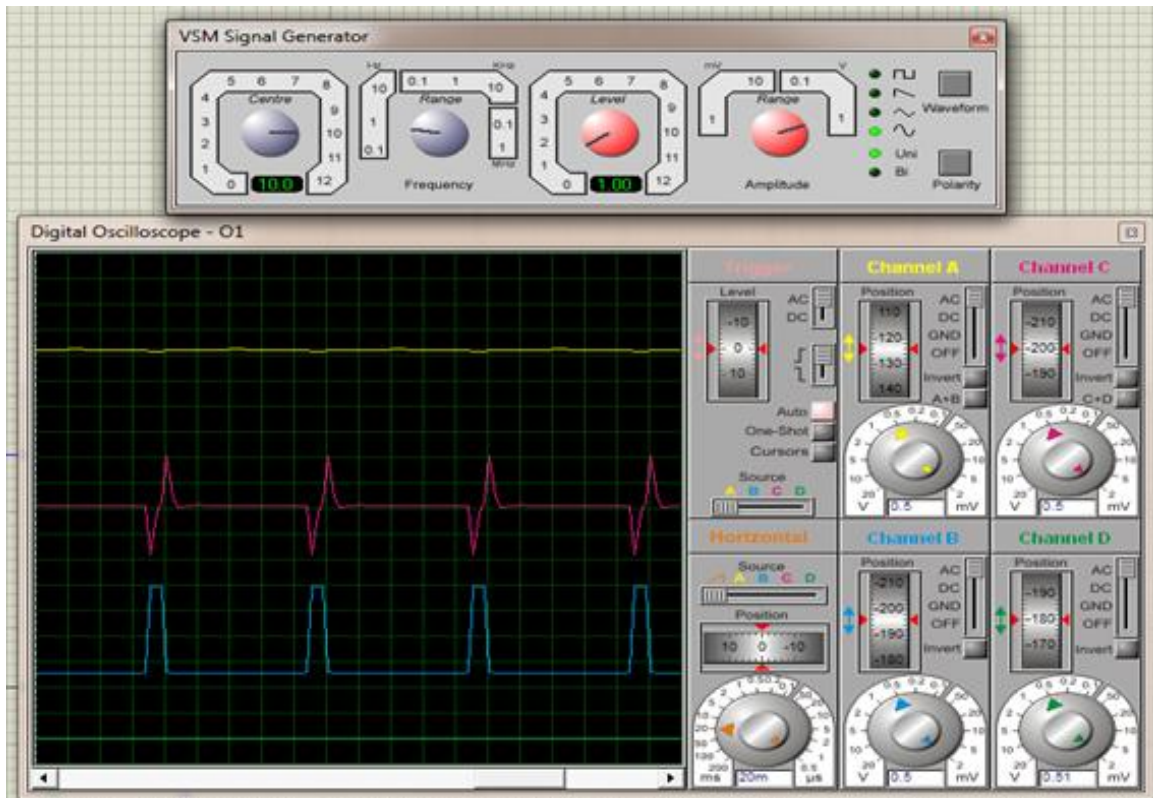 VSM Signal Generator
5 6 7
4 8
3 9
2 10
1 11
0 12
Centre
10.0
Hz KHz
10 0.1 1 10
1 0.1
0.1 1
MHz
Range
Frequency
5 6 7
4 8
3 9
2 10
1 11
0 12
Level
1.00
mV V
10 0.1
1 1
Range
Amplitude
Uni
Bi
Waveform
Polarity
Digital Oscilloscope - O1
Trigger
Level
-10
0
10
AC
DC
Auto
One-Shot
Cursors
Source
A B C D
Channel A
Position
110
120
130
140
AC
DC
GND
OFF
Invert
A+B
V 0.5 mV
Channel C
Position
-210
-200
-190
AC
DC
GND
OFF
Invert
C+D
V 0.5 mV
Horizontal
Source
A B C D
Position
10 0 -10
ms 20m µs
Channel B
Position
-210
-200
-190
-180
AC
DC
GND
OFF
Invert
V 0.5 mV
Channel D
Position
-190
-180
-170
AC
DC
GND
OFF
Invert
V 0.51 mV